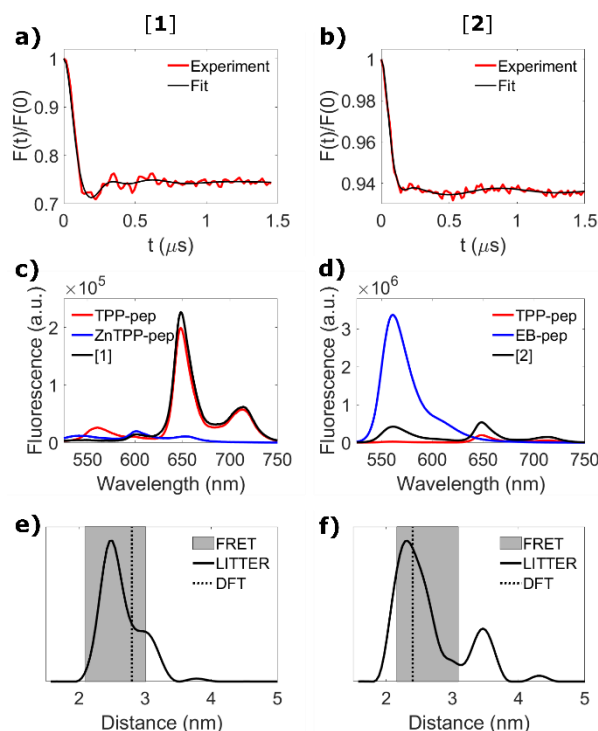 [1]
[2]
a)
b)
1
0.9
0.8
0.7
F(t)/F(0)
Experiment
Fit
0
0.5
1
1.5
t (μs)
1
0.98
0.96
0.94
F(t)/F(0)
Experiment
Fit
0
0.5
1
1.5
t (μs)
c)
d)
×10⁵
2
1
0
Fluorescence (a.u.)
TPP-pep
ZnTPP-pep
[1]
550 600 650 700 750
Wavelength (nm)
×10⁶
3
2
1
0
Fluorescence (a.u.)
TPP-pep
EB-pep
[2]
550 600 650 700 750
Wavelength (nm)
e)
f)
FRET
LITTER
DFT
2 3 4 5
Distance (nm)
FRET
LITTER
DFT
2 3 4 5
Distance (nm)